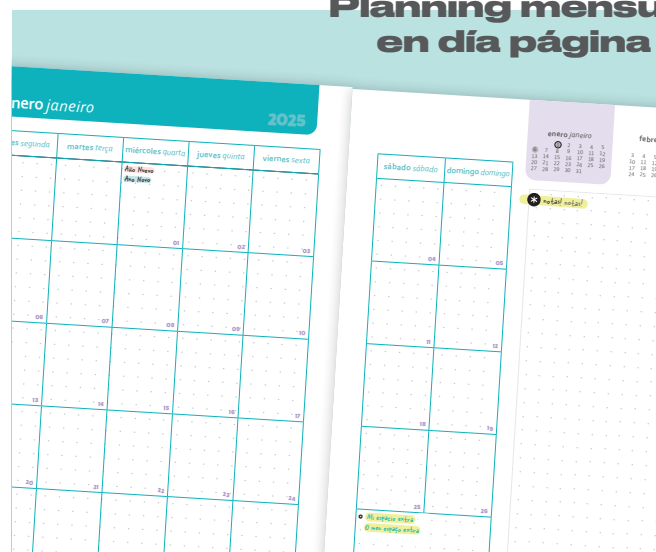 Planning mensu
en día página
nero janeiro
2025
es segunda martes terça miércoles quarta jueves quinta viernes sexta
Año Nuevo
Ano Novo
01 02 03
06 07 08 09 10
13 14 15 16 17
20 21 22 23 24
sábado sábado domingo domingo
04 05
11 12
18 19
25 26
Mi espacio extra
O meu espaço extra
enero janeiro
1 2 3 4 5
6 7 8 9 10 11 12
13 14 15 16 17 18 19
20 21 22 23 24 25 26
27 28 29 30 31
febre
3 4 5
notas! notas!